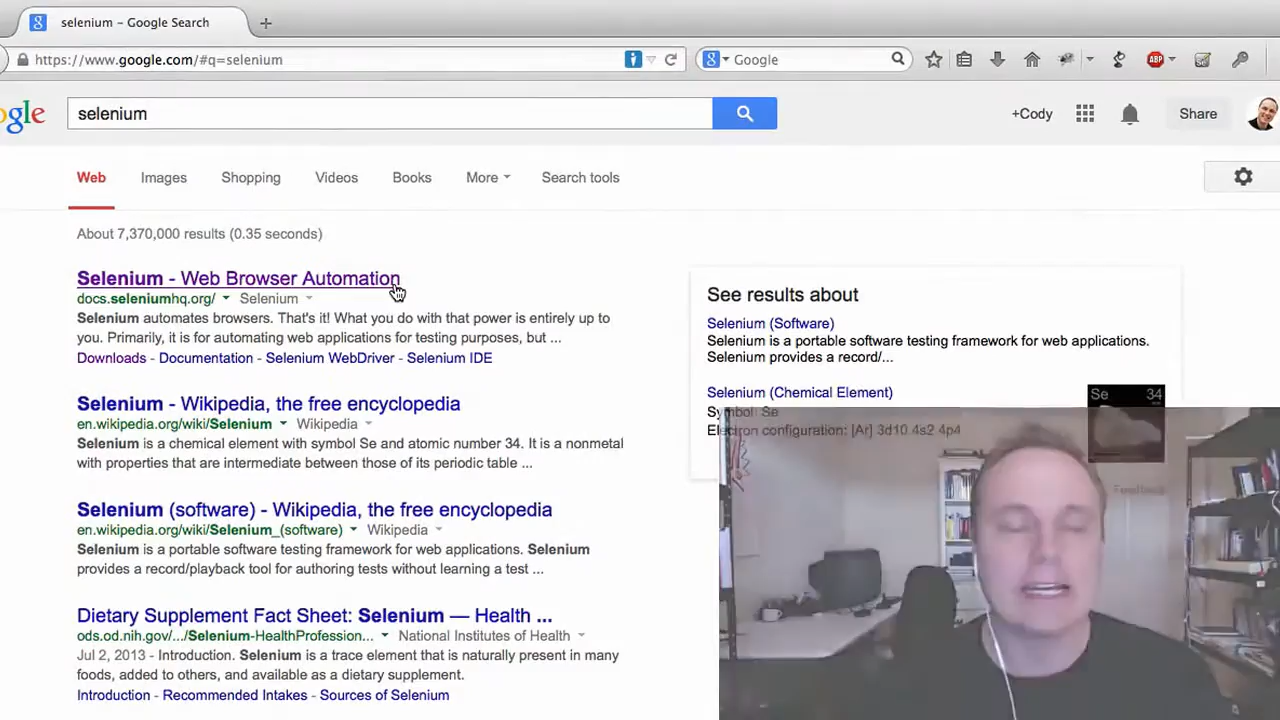 selenium – Google Search
https://www.google.com/#q=selenium
Google
ogle
selenium
+Cody
Share
Web
Images
Shopping
Videos
Books
More
Search tools
About 7,370,000 results (0.35 seconds)
Selenium - Web Browser Automation
docs.seleniumhq.org/
Selenium
Selenium automates browsers. That's it! What you do with that power is entirely up to
you. Primarily, it is for automating web applications for testing purposes, but ...
Downloads - Documentation - Selenium WebDriver - Selenium IDE
Selenium - Wikipedia, the free encyclopedia
en.wikipedia.org/wiki/Selenium
Wikipedia
Selenium is a chemical element with symbol Se and atomic number 34. It is a nonmetal
with properties that are intermediate between those of its periodic table ...
Selenium (software) - Wikipedia, the free encyclopedia
en.wikipedia.org/wiki/Selenium_(software)
Wikipedia
Selenium is a portable software testing framework for web applications. Selenium
provides a record/playback tool for authoring tests without learning a test ...
Dietary Supplement Fact Sheet: Selenium — Health ...
ods.od.nih.gov/.../Selenium-HealthProfession...
National Institutes of Health
Jul 2, 2013 - Introduction. Selenium is a trace element that is naturally present in many
foods, added to others, and available as a dietary supplement.
Introduction - Recommended Intakes - Sources of Selenium
See results about
Selenium (Software)
Selenium is a portable software testing framework for web applications.
Selenium provides a record/...
Selenium (Chemical Element)
Symbol: Se
Electron configuration: [Ar] 3d10 4s2 4p4
Se 34
Feedback
ABP